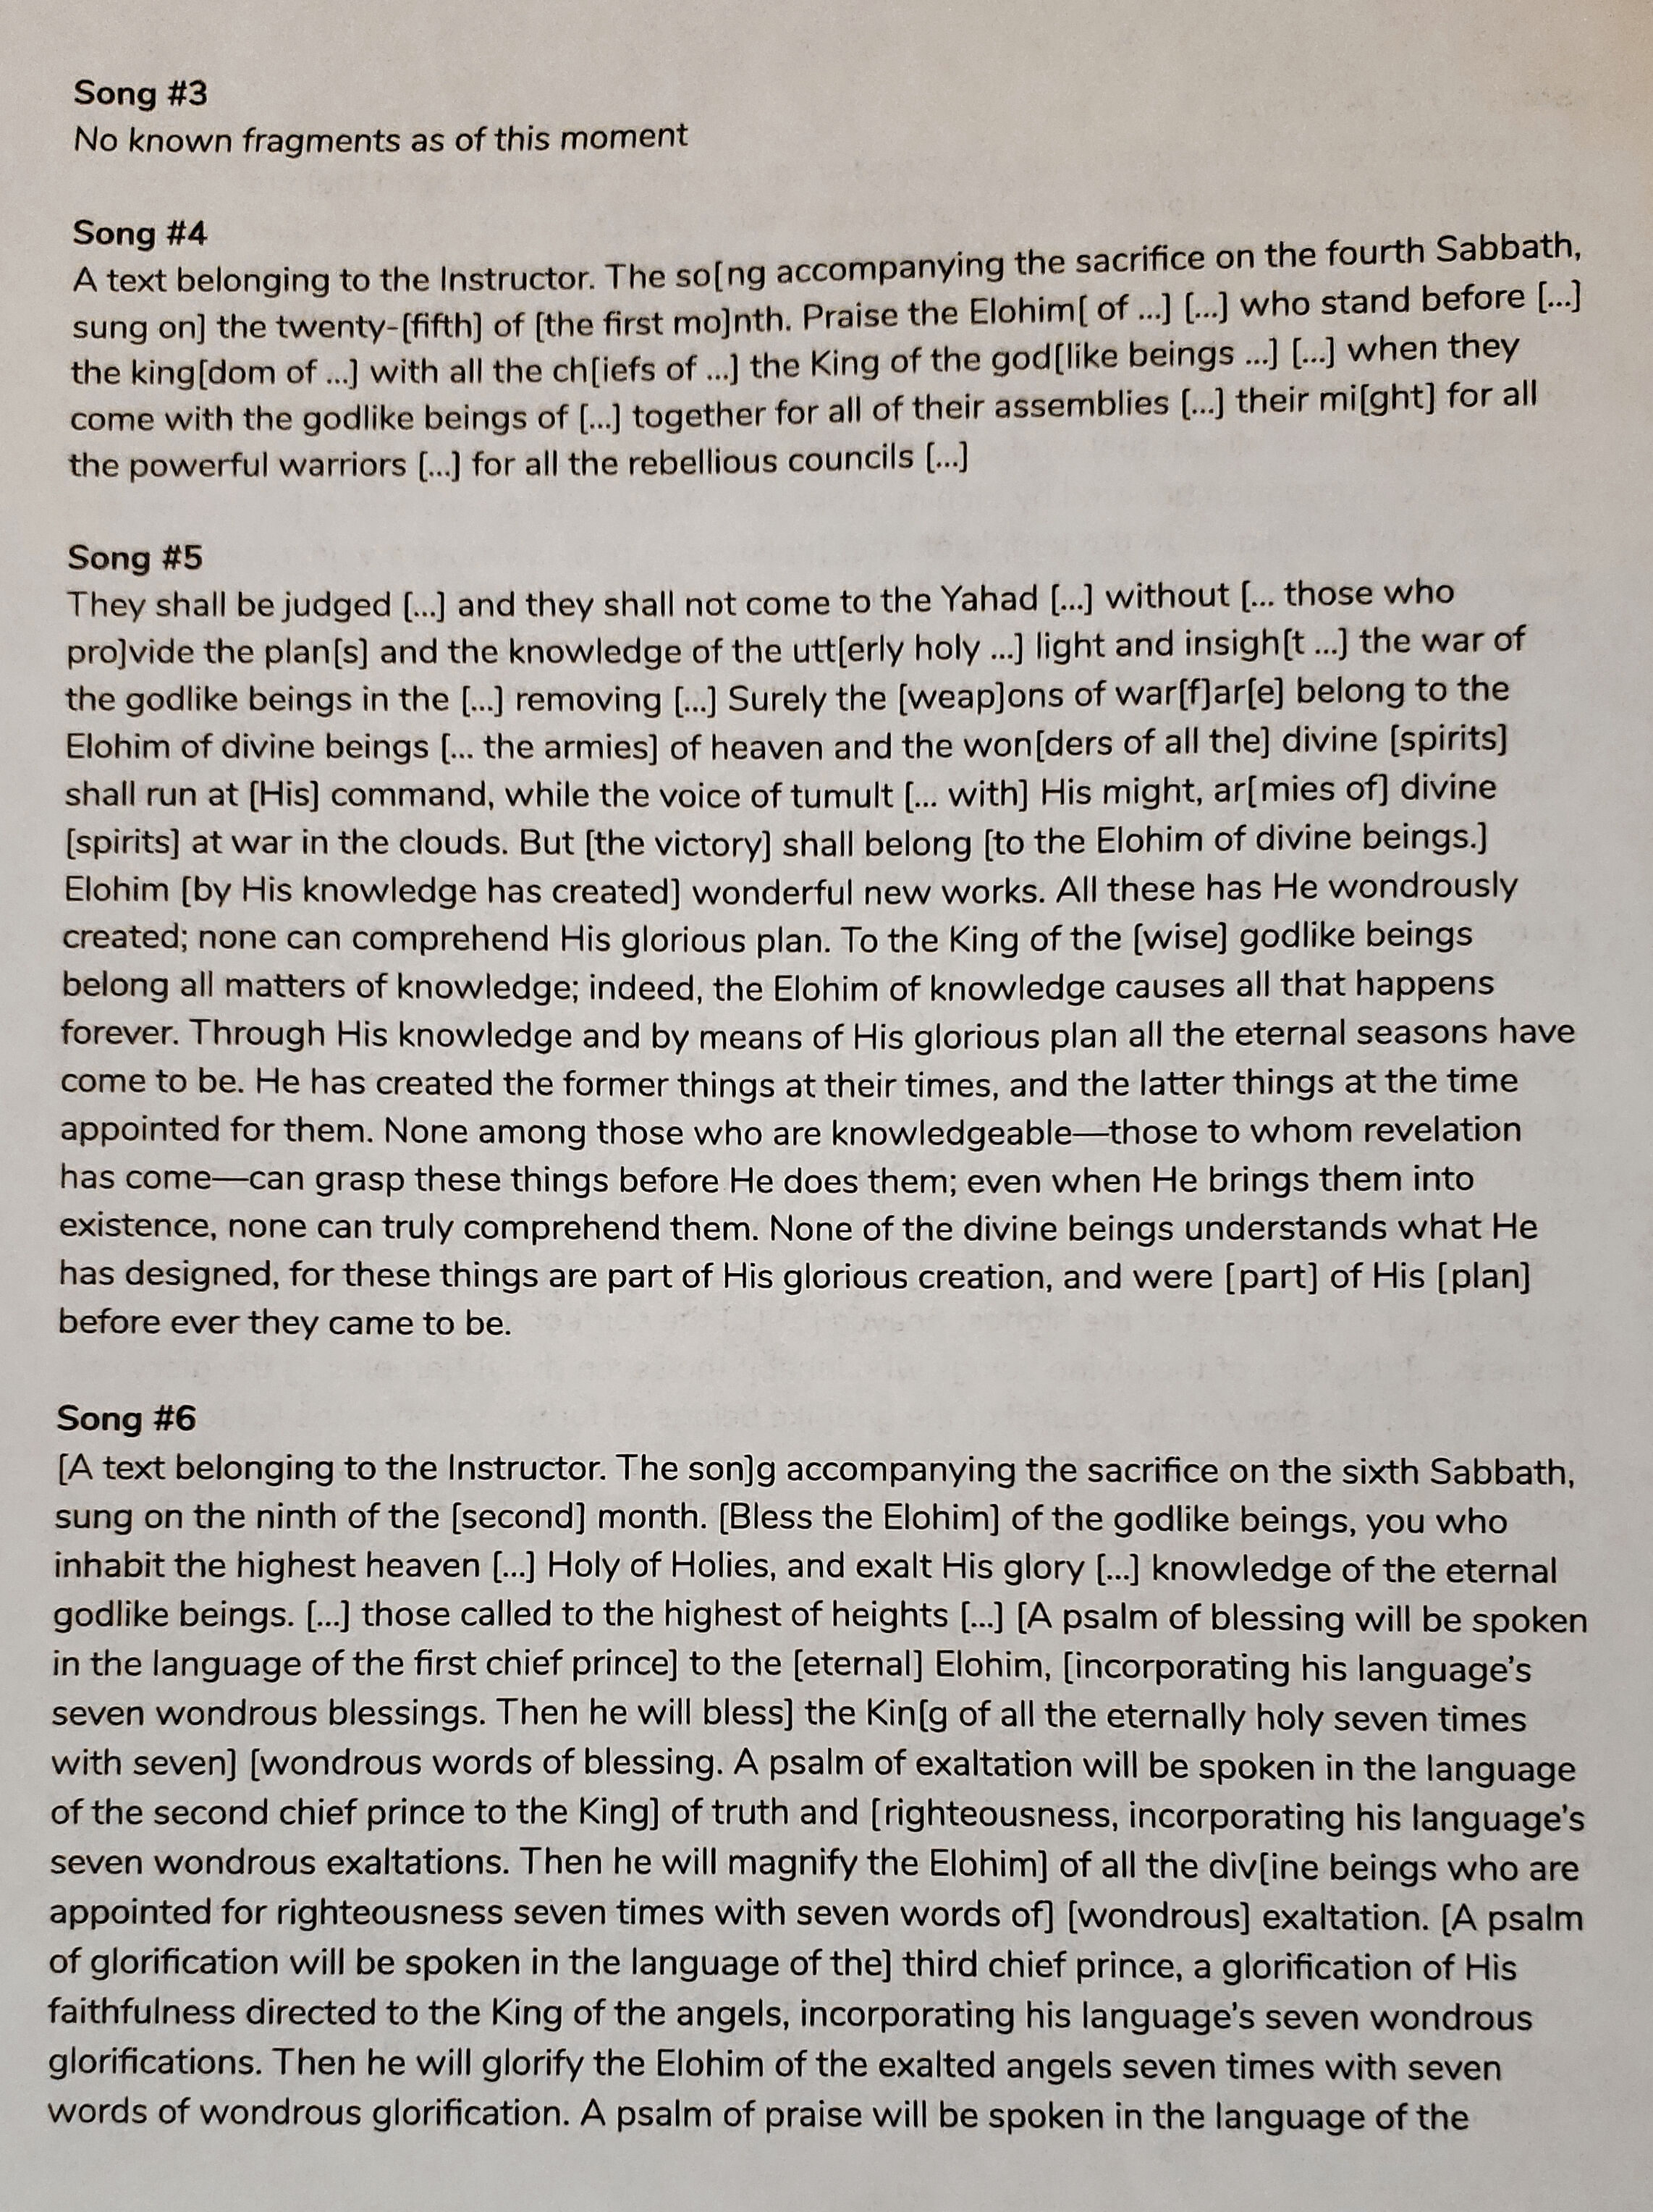 Song #3
No known fragments as of this moment
Song #4
A text belonging to the Instructor. The so[ng accompanying the sacrifice on the fourth Sabbath,
sung on] the twenty-[fifth] of [the first mo]nth. Praise the Elohim[ of ...] [...] who stand before [...]
the king[dom of ...] with all the ch[iefs of ...] the King of the god[like beings ...] [...] when they
come with the godlike beings of [...] together for all of their assemblies [...] their mi[ght] for all
the powerful warriors [...] for all the rebellious councils [...]
Song #5
They shall be judged [...] and they shall not come to the Yahad [...] without [... those who
pro]vide the plan[s] and the knowledge of the utt[erly holy ...] light and insigh[t ...] the war of
the godlike beings in the [...] removing [...] Surely the [weap]ons of war[f]ar[e] belong to the
Elohim of divine beings [... the armies] of heaven and the won[ders of all the] divine [spirits]
shall run at [His] command, while the voice of tumult [... with] His might, ar[mies of] divine
[spirits] at war in the clouds. But [the victory] shall belong [to the Elohim of divine beings.]
Elohim [by His knowledge has created] wonderful new works. All these has He wondrously
created; none can comprehend His glorious plan. To the King of the [wise] godlike beings
belong all matters of knowledge; indeed, the Elohim of knowledge causes all that happens
forever. Through His knowledge and by means of His glorious plan all the eternal seasons have
come to be. He has created the former things at their times, and the latter things at the time
appointed for them. None among those who are knowledgeable—those to whom revelation
has come—can grasp these things before He does them; even when He brings them into
existence, none can truly comprehend them. None of the divine beings understands what He
has designed, for these things are part of His glorious creation, and were [part] of His [plan]
before ever they came to be.
Song #6
[A text belonging to the Instructor. The son]g accompanying the sacrifice on the sixth Sabbath,
sung on the ninth of the [second] month. [Bless the Elohim] of the godlike beings, you who
inhabit the highest heaven [...] Holy of Holies, and exalt His glory [...] knowledge of the eternal
godlike beings. [...] those called to the highest of heights [...] [A psalm of blessing will be spoken
in the language of the first chief prince] to the [eternal] Elohim, [incorporating his language's
seven wondrous blessings. Then he will bless] the Kin[g of all the eternally holy seven times
with seven] [wondrous words of blessing. A psalm of exaltation will be spoken in the language
of the second chief prince to the King] of truth and [righteousness, incorporating his language's
seven wondrous exaltations. Then he will magnify the Elohim] of all the div[ine beings who are
appointed for righteousness seven times with seven words of] [wondrous] exaltation. [A psalm
of glorification will be spoken in the language of the] third chief prince, a glorification of His
faithfulness directed to the King of the angels, incorporating his language's seven wondrous
glorifications. Then he will glorify the Elohim of the exalted angels seven times with seven
words of wondrous glorification. A psalm of praise will be spoken in the language of the